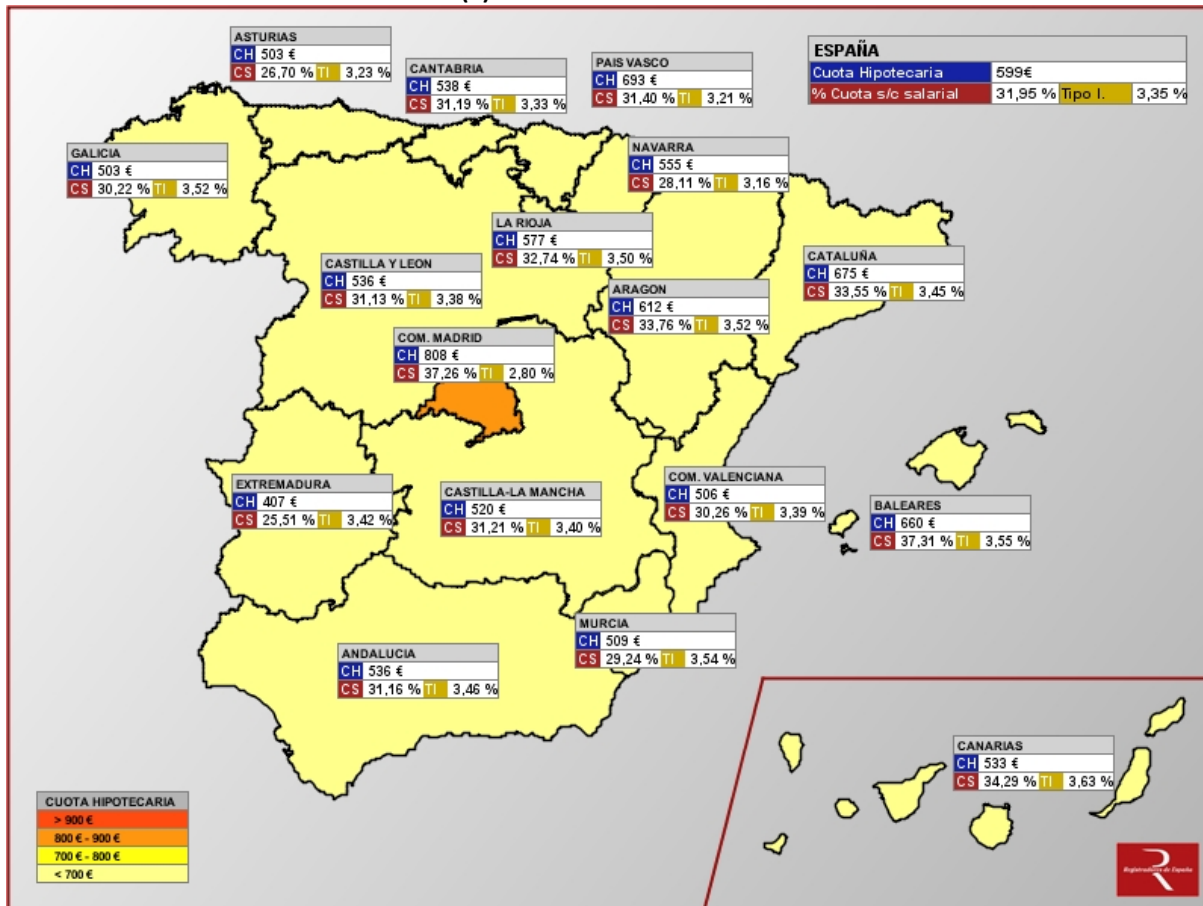 (*)
ASTURIAS
CH 503 €
CS 26,70 % TI 3,23 %
CANTABRIA
CH 538 €
CS 31,19 % TI 3,33 %
PAIS VASCO
CH 693 €
CS 31,40 % TI 3,21 %
ESPAÑA
Cuota Hipotecaria 599€
% Cuota s/c salarial 31,95 % Tipo I. 3,35 %
GALICIA
CH 503 €
CS 30,22 % TI 3,52 %
NAVARRA
CH 555 €
CS 28,11 % TI 3,16 %
LA RIOJA
CH 577 €
CS 32,74 % TI 3,50 %
CASTILLA Y LEON
CH 536 €
CS 31,13 % TI 3,38 %
CATALUÑA
CH 675 €
CS 33,55 % TI 3,45 %
ARAGON
CH 612 €
CS 33,76 % TI 3,52 %
COM. MADRID
CH 808 €
CS 37,26 % TI 2,80 %
EXTREMADURA
CH 407 €
CS 25,51 % TI 3,42 %
CASTILLA-LA MANCHA
CH 520 €
CS 31,21 % TI 3,40 %
COM. VALENCIANA
CH 506 €
CS 30,26 % TI 3,39 %
BALEARES
CH 660 €
CS 37,31 % TI 3,55 %
MURCIA
CH 509 €
CS 29,24 % TI 3,54 %
ANDALUCIA
CH 536 €
CS 31,16 % TI 3,46 %
CANARIAS
CH 533 €
CS 34,29 % TI 3,63 %
CUOTA HIPOTECARIA
> 900 €
800 € - 900 €
700 € - 800 €
< 700 €
R
Registradores de España